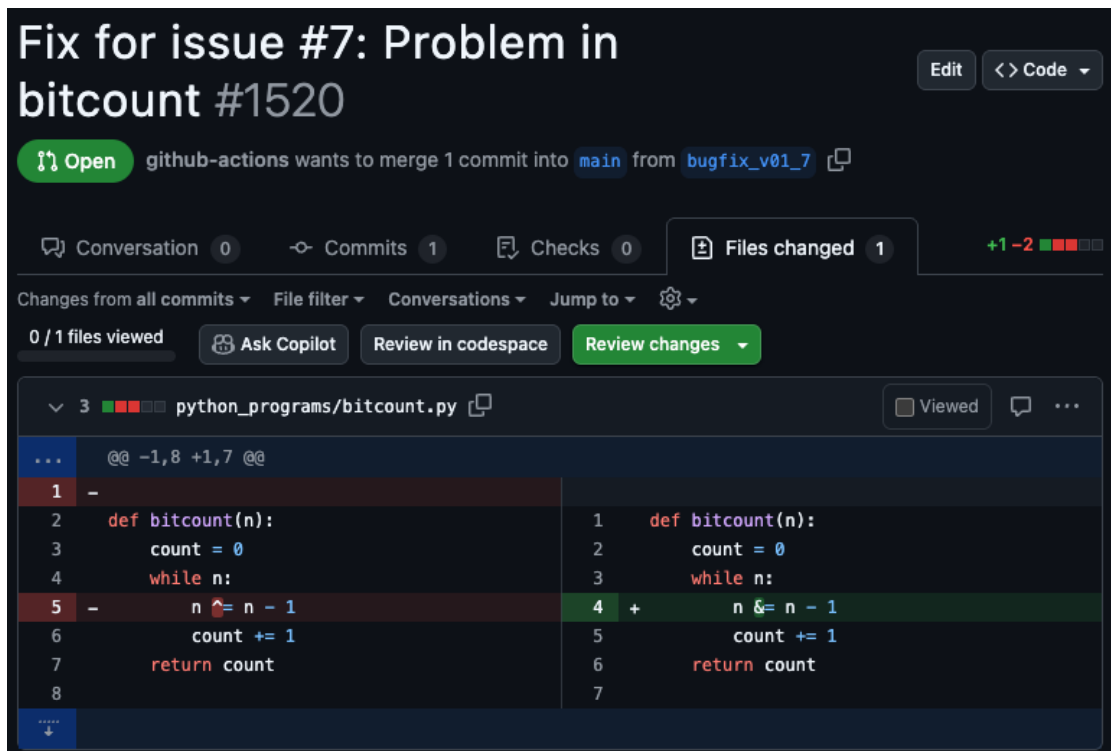 Fix for issue #7: Problem in
bitcount #1520
Edit
<> Code
Open
github-actions wants to merge 1 commit into main from bugfix_v01_7
Conversation 0
Commits 1
Checks 0
Files changed 1
+1 −2
Changes from all commits
File filter
Conversations
Jump to
0 / 1 files viewed
Ask Copilot
Review in codespace
Review changes
3 python_programs/bitcount.py
Viewed
...
... @@ -1,8 +1,7 @@
1 -
2 def bitcount(n):
3 count = 0
4 while n:
5 - n ^= n - 1
6 count += 1
7 return count
8
1 def bitcount(n):
2 count = 0
3 while n:
4 + n &= n - 1
5 count += 1
6 return count
7